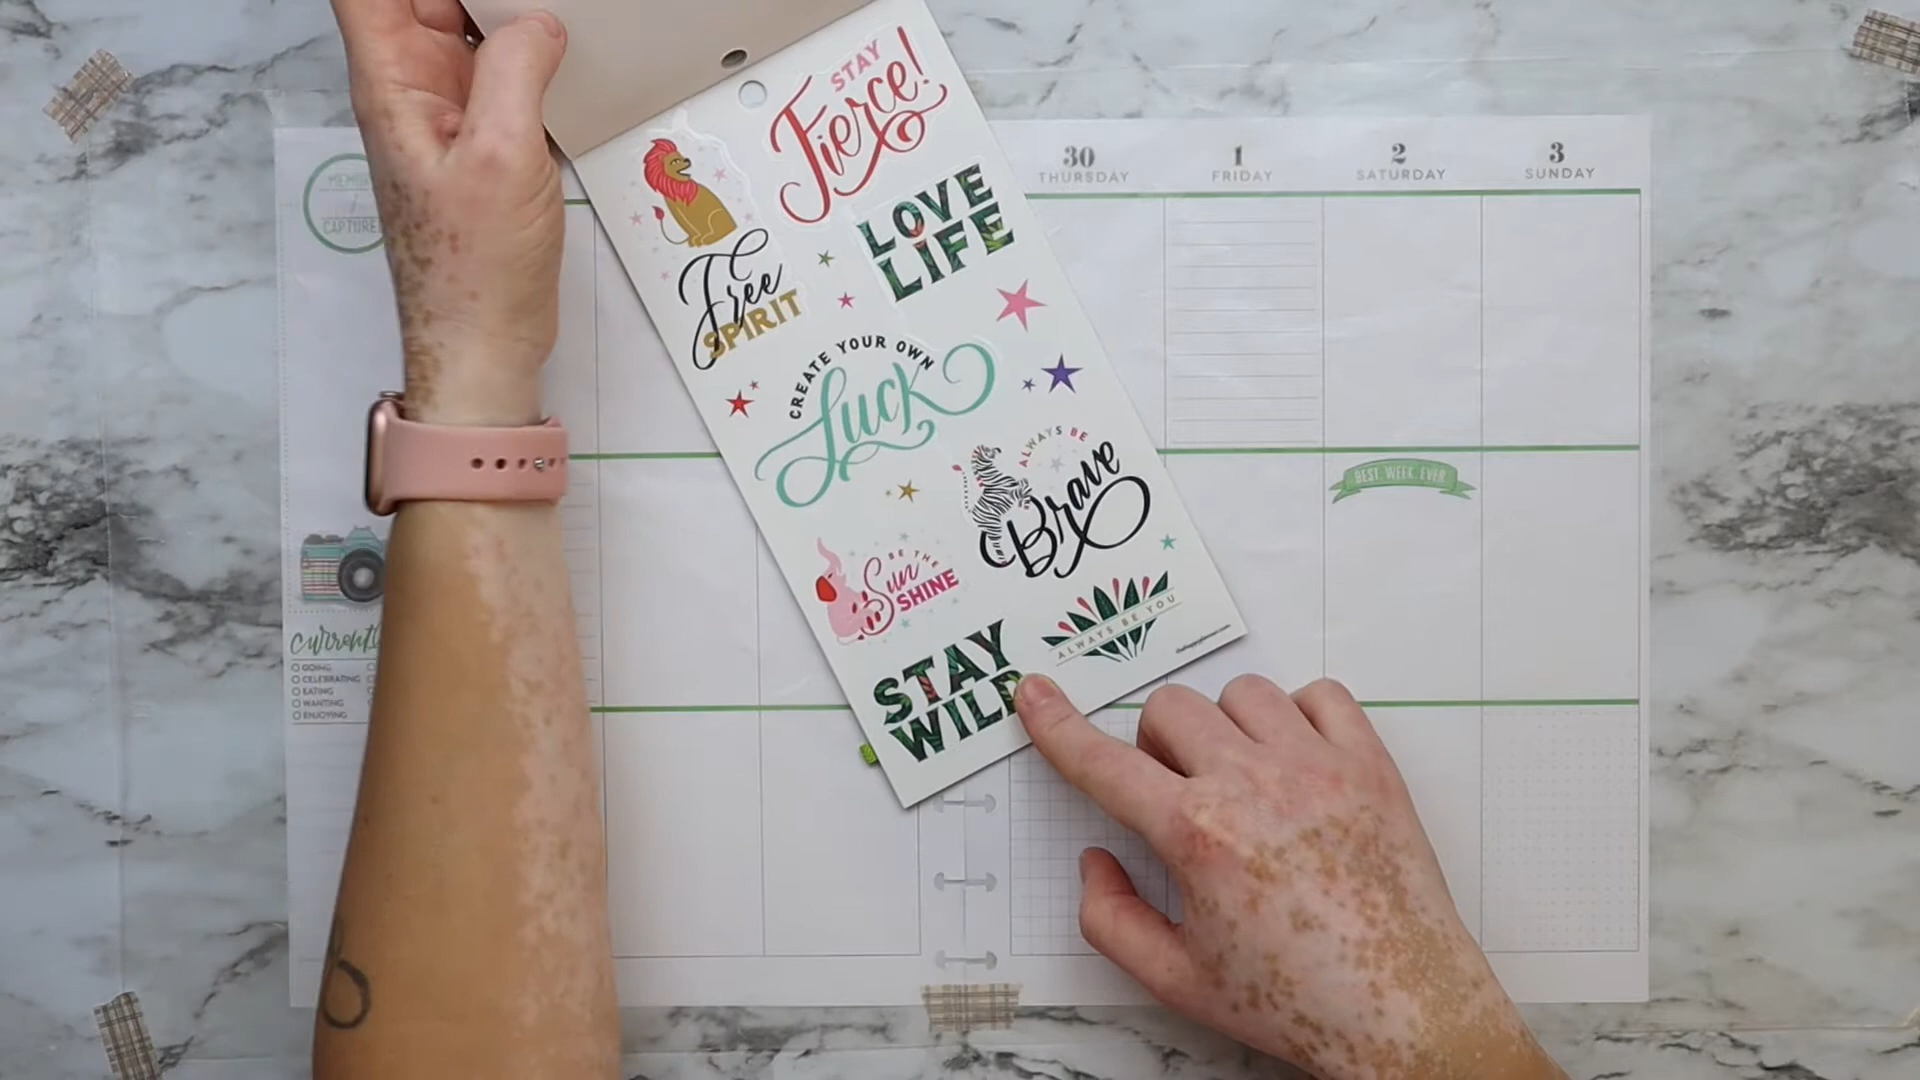 STAY
Fierce!
LOVE
LIFE
Free
SPIRIT
CREATE YOUR OWN
Luck
ALWAYS BE
Brave
BE THE
Sun
SHINE
ALWAYS BE YOU
STAY
WILD
30
THURSDAY
1
FRIDAY
2
SATURDAY
3
SUNDAY
BEST. WEEK. EVER.
CAPTURE
currently
GOING
CELEBRATING
EATING
WANTING
ENJOYING